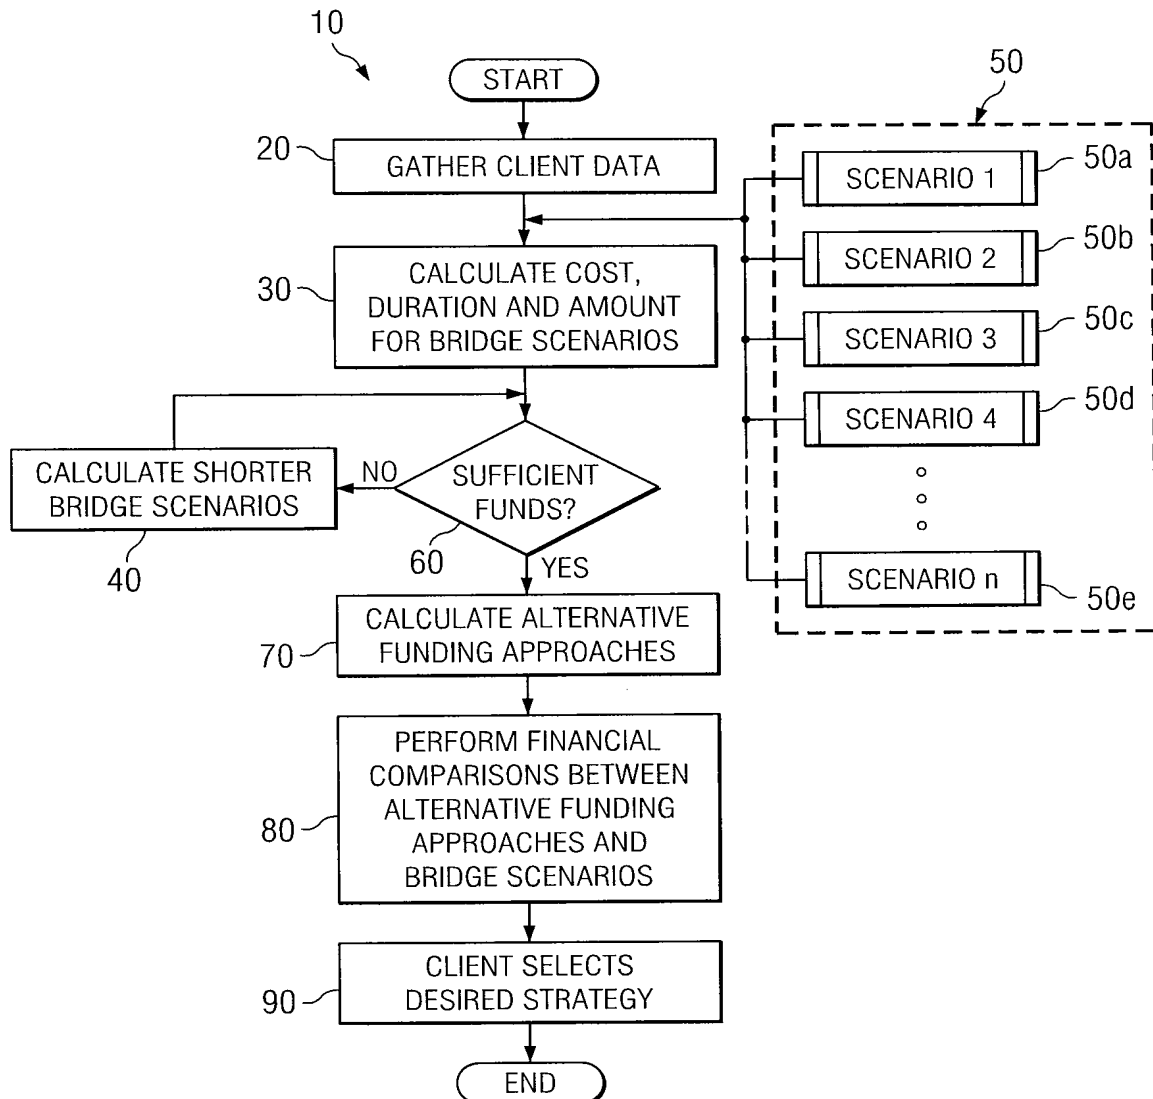 10
START
20
GATHER CLIENT DATA
30
CALCULATE COST,
DURATION AND AMOUNT
FOR BRIDGE SCENARIOS
CALCULATE SHORTER
BRIDGE SCENARIOS
40
NO
SUFFICIENT
FUNDS?
60
YES
70
CALCULATE ALTERNATIVE
FUNDING APPROACHES
80
PERFORM FINANCIAL
COMPARISONS BETWEEN
ALTERNATIVE FUNDING
APPROACHES AND
BRIDGE SCENARIOS
90
CLIENT SELECTS
DESIRED STRATEGY
END
50
SCENARIO 1
50a
SCENARIO 2
50b
SCENARIO 3
50c
SCENARIO 4
50d
SCENARIO n
50e